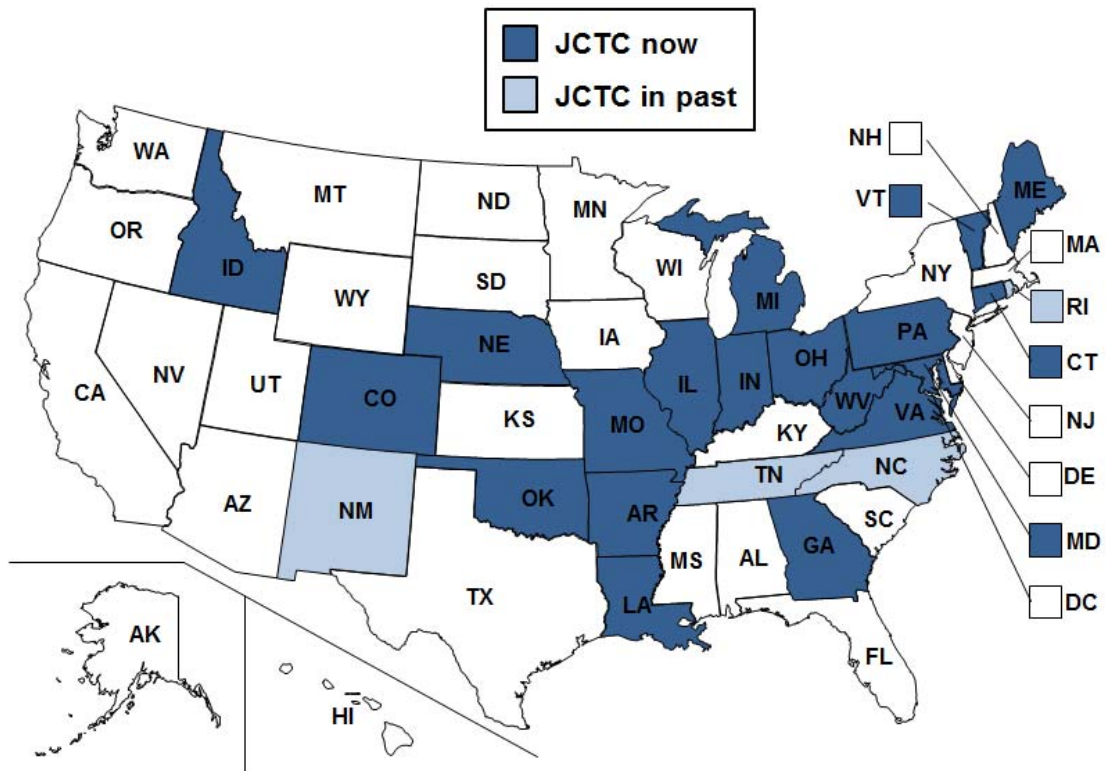 JCTC now
JCTC in past
WA
MT
ND
MN
NH
VT
ME
OR
ID
SD
WI
NY
MA
WY
MI
RI
IA
PA
NE
OH
CT
NV
UT
IL
IN
CA
CO
WV
VA
KS
MO
KY
NJ
TN
NC
DE
AZ
NM
OK
AR
SC
MD
MS
AL
GA
TX
LA
DC
AK
FL
HI